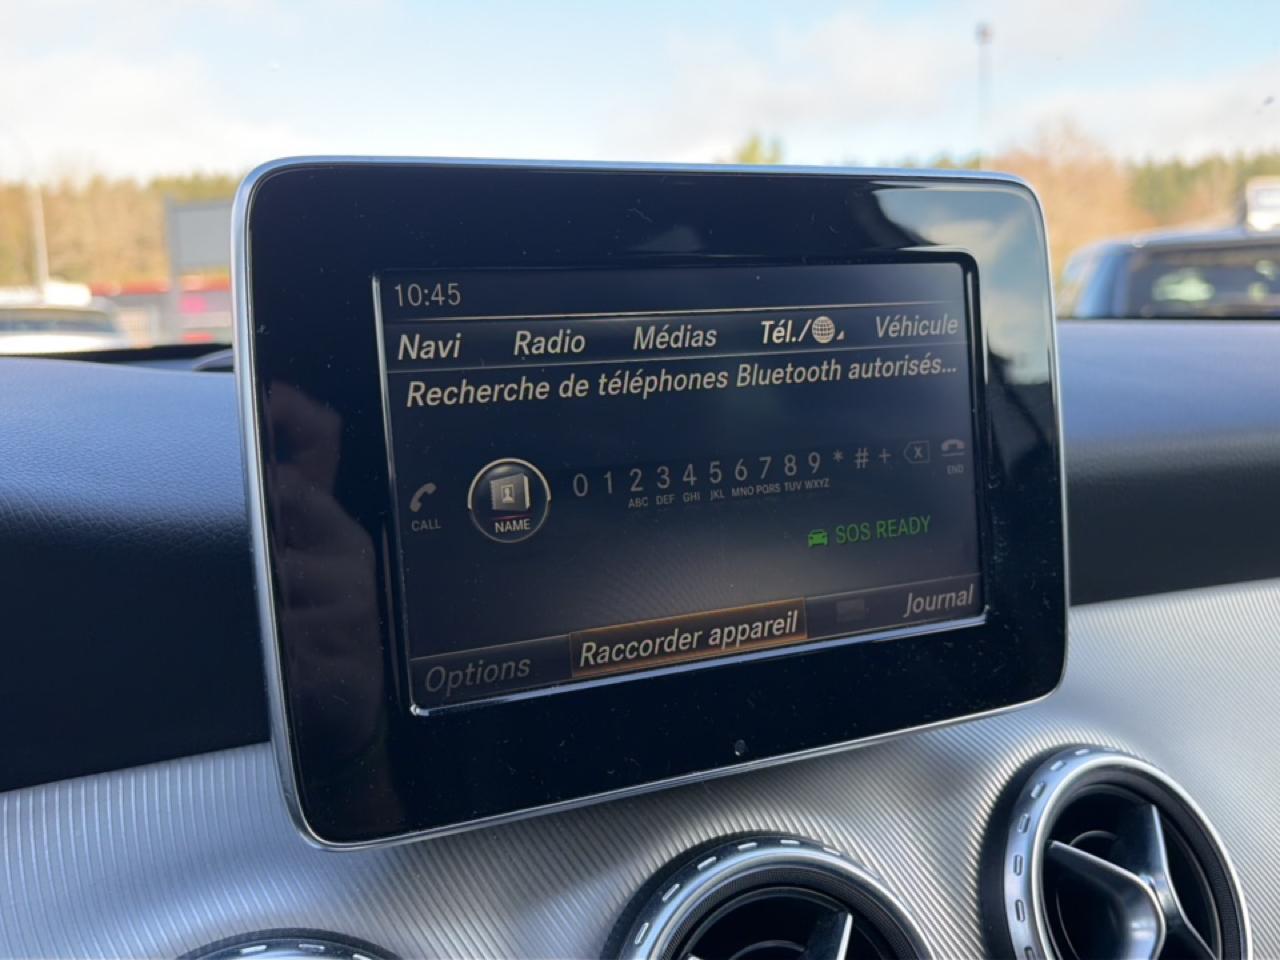 10:45
Navi Radio Médias Tél./ Véhicule
Recherche de téléphones Bluetooth autorisés...
CALL NAME 0 1 2 3 4 5 6 7 8 9 * # + X END
ABC DEF GHI JKL MNO PQRS TUV WXYZ
SOS READY
Options Raccorder appareil Journal